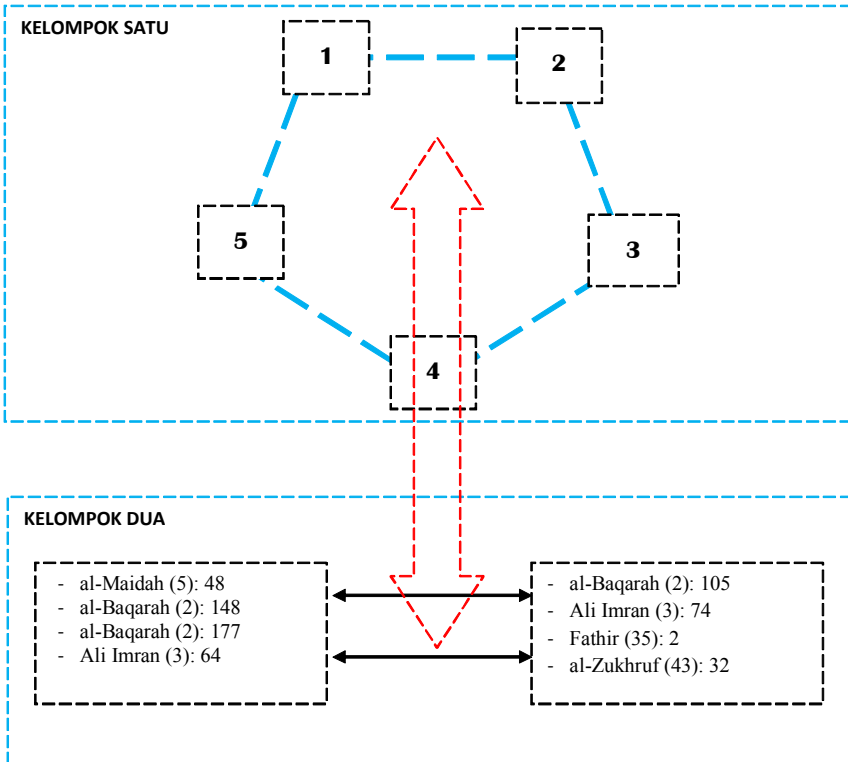 KELOMPOK SATU
1
2
5
3
4
KELOMPOK DUA
- al-Maidah (5): 48
- al-Baqarah (2): 148
- al-Baqarah (2): 177
- Ali Imran (3): 64
- al-Baqarah (2): 105
- Ali Imran (3): 74
- Fathir (35): 2
- al-Zukhruf (43): 32